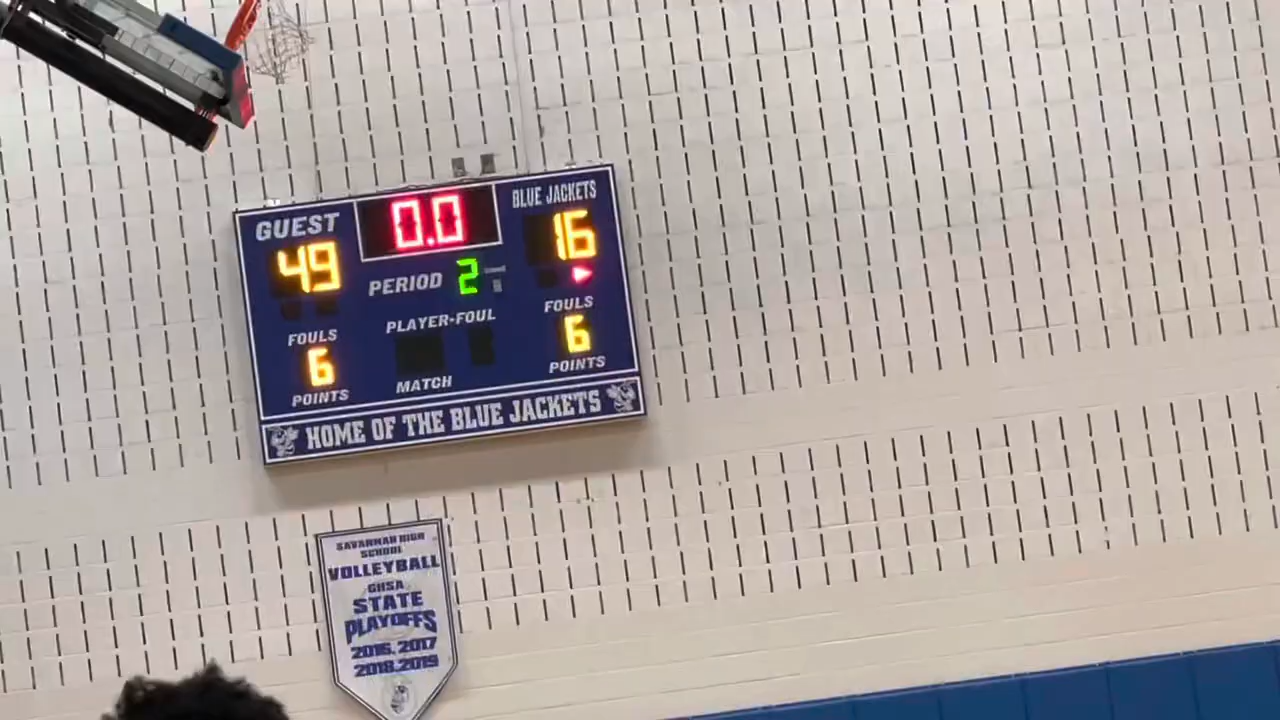 GUEST
0.0
BLUE JACKETS
49
16
PERIOD 2
FOULS
PLAYER-FOUL
FOULS
6
6
POINTS
MATCH
POINTS
HOME OF THE BLUE JACKETS
SAVANNAH HIGH
SCHOOL
VOLLEYBALL
GHSA
STATE
PLAYOFFS
2016, 2017
2018, 2019